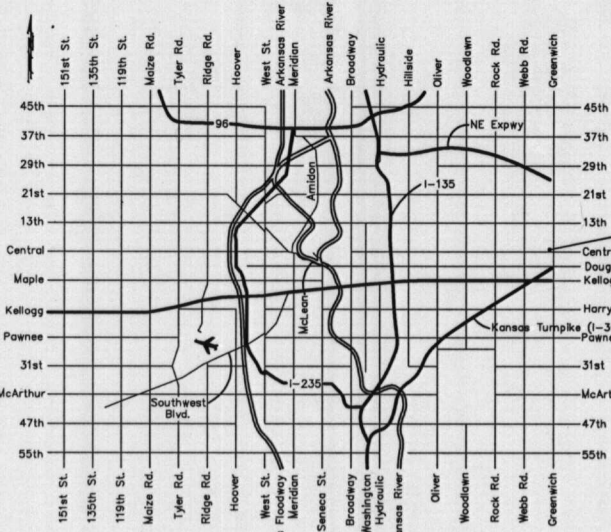 151st St.
135th St.
119th St.
Maize Rd.
Tyler Rd.
Ridge Rd.
Hoover
West St.
Arkansas River
Meridian
Arkansas River
Broadway
Hydraulic
Hillside
Oliver
Woodlawn
Rock Rd.
Webb Rd.
Greenwich
45th
37th
29th
21st
13th
Central
Maple
Kellogg
Pawnee
31st
McArthur
47th
55th
96
NE Expwy
I-135
Amidon
McLean
Kansas Turnpike (I-3
I-235
Southwest
Blvd.
45th
37th
29th
21st
13th
Centr
Doug
Kello
Harry
Pawne
31st
McArt
47th
55th
151st St.
135th St.
119th St.
Maize Rd.
Tyler Rd.
Ridge Rd.
Hoover
West St.
Floodway
Meridian
Seneca St.
Broadway
Washington
Hydraulic
nsas River
Oliver
Woodlawn
Rock Rd.
Webb Rd.
Greenwich